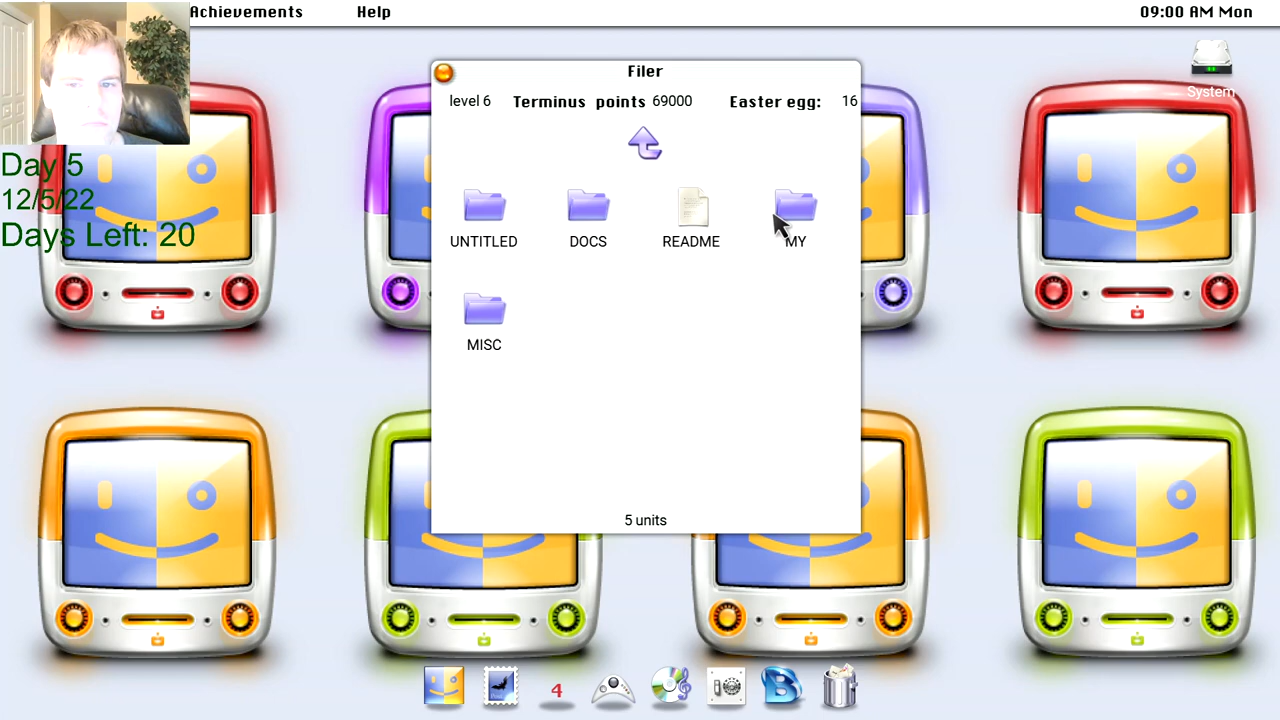 Achievements Help 09:00 AM Mon
Filer
level 6 Terminus points 69000 Easter egg: 16
System
Day 5
12/5/22
Days Left: 20
UNTITLED DOCS README MY
MISC
5 units
4